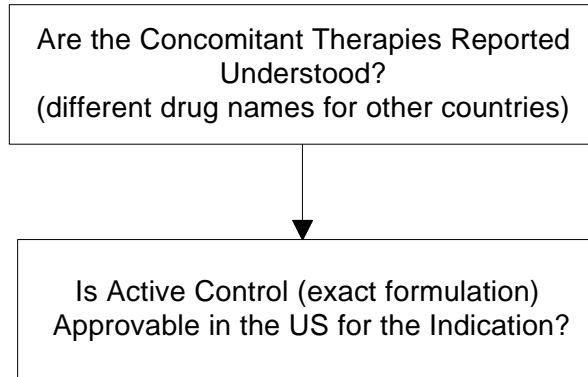 Are the Concomitant Therapies Reported
Understood?
(different drug names for other countries)
Is Active Control (exact formulation)
Approvable in the US for the Indication?